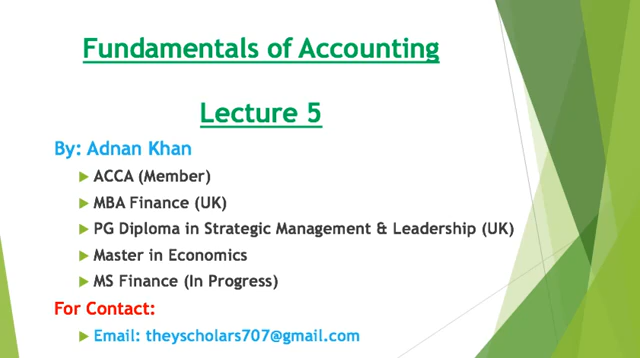 Fundamentals of Accounting
Lecture 5
By: Adnan Khan
ACCA (Member)
MBA Finance (UK)
PG Diploma in Strategic Management & Leadership (UK)
Master in Economics
MS Finance (In Progress)
For Contact:
Email: theyscholars707@gmail.com